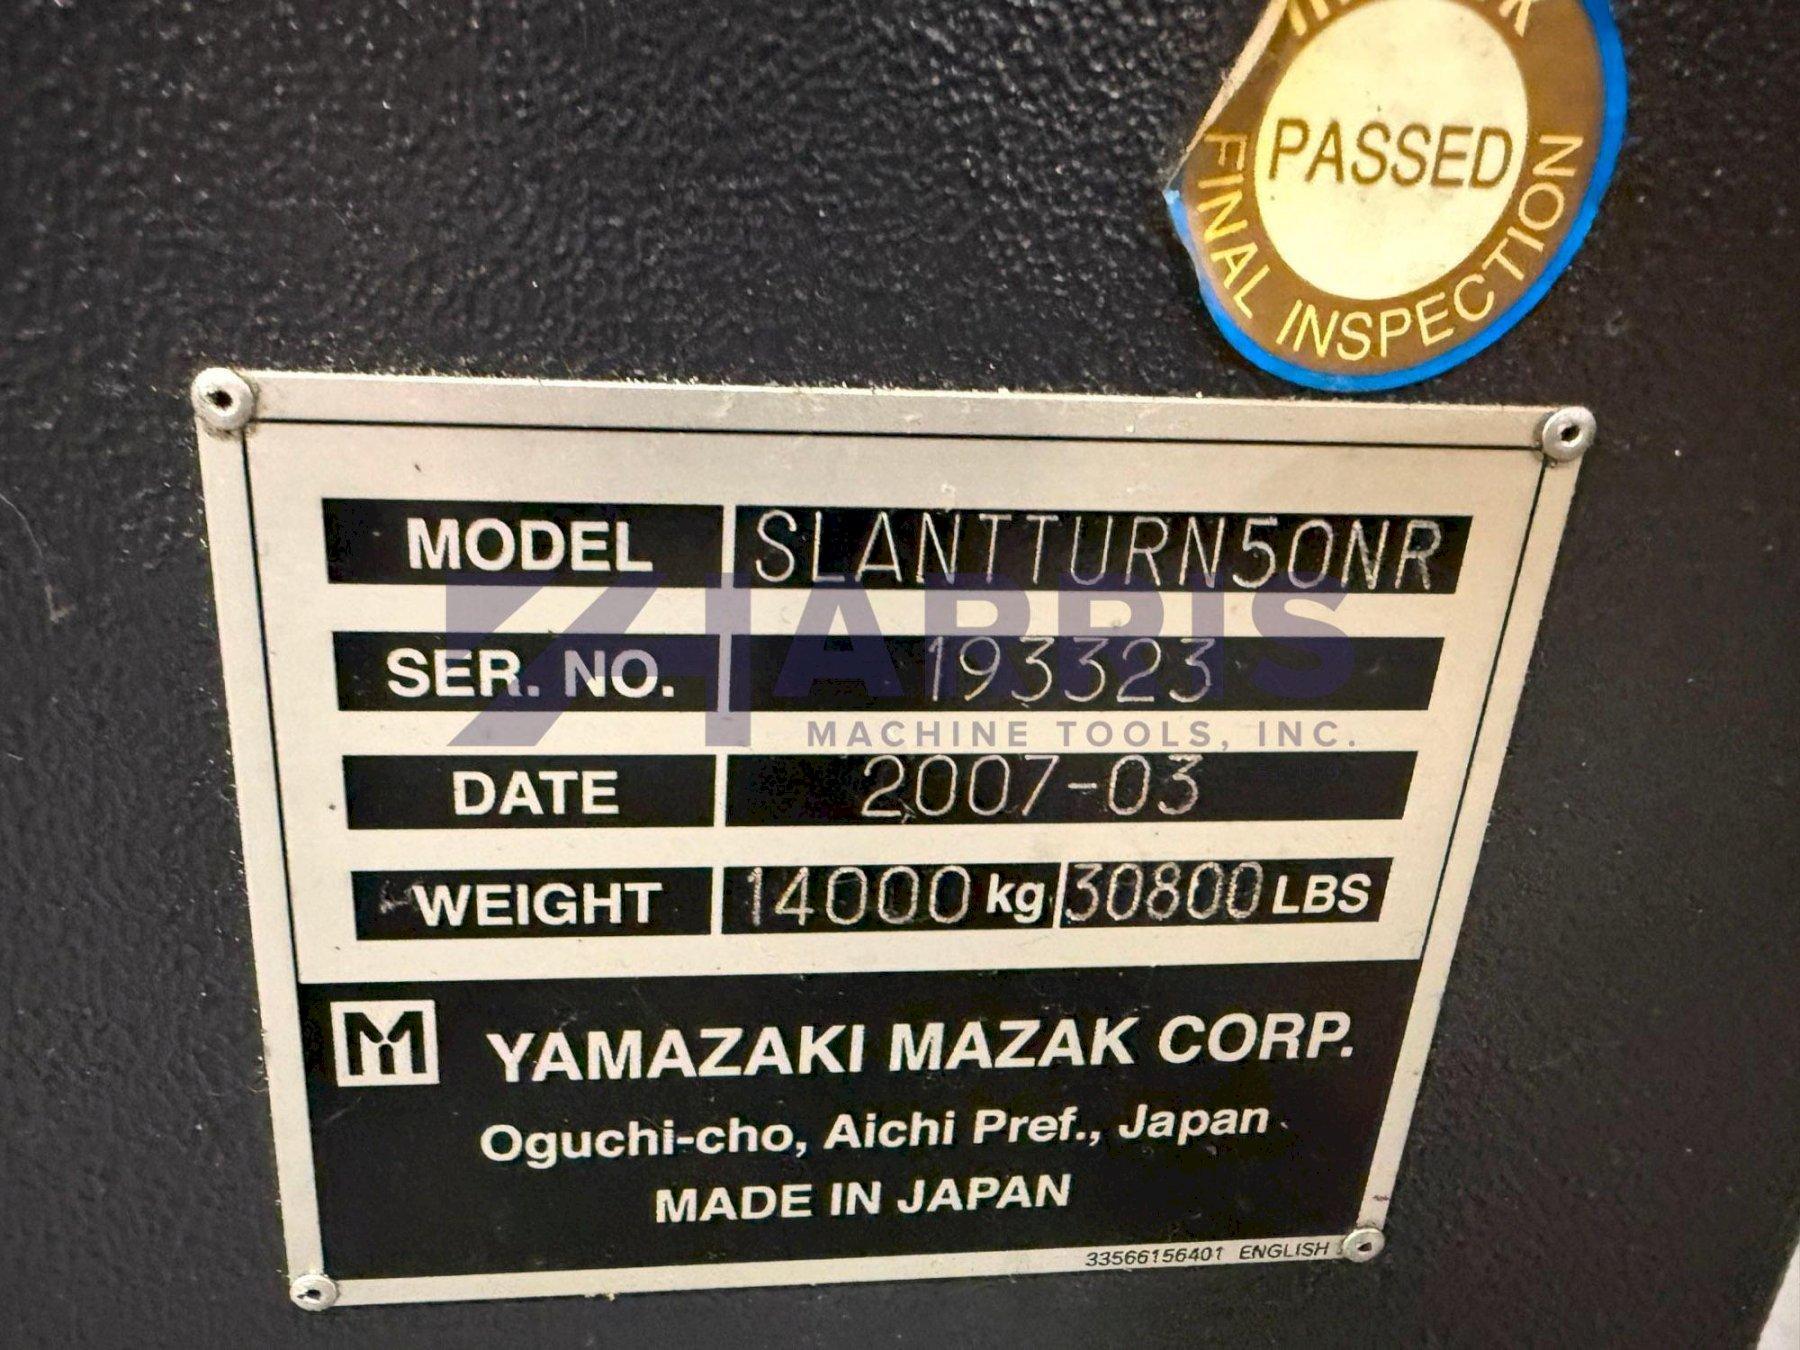 PASSED
FINAL INSPECTION
MODEL SLANTTURN50NR
HARRIS
SER. NO. 193323
MACHINE TOOLS, INC.
DATE 2007-03
WEIGHT 14000 kg 30800 LBS
YAMAZAKI MAZAK CORP.
Oguchi-cho, Aichi Pref., Japan
MADE IN JAPAN
33566156401 ENGLISH